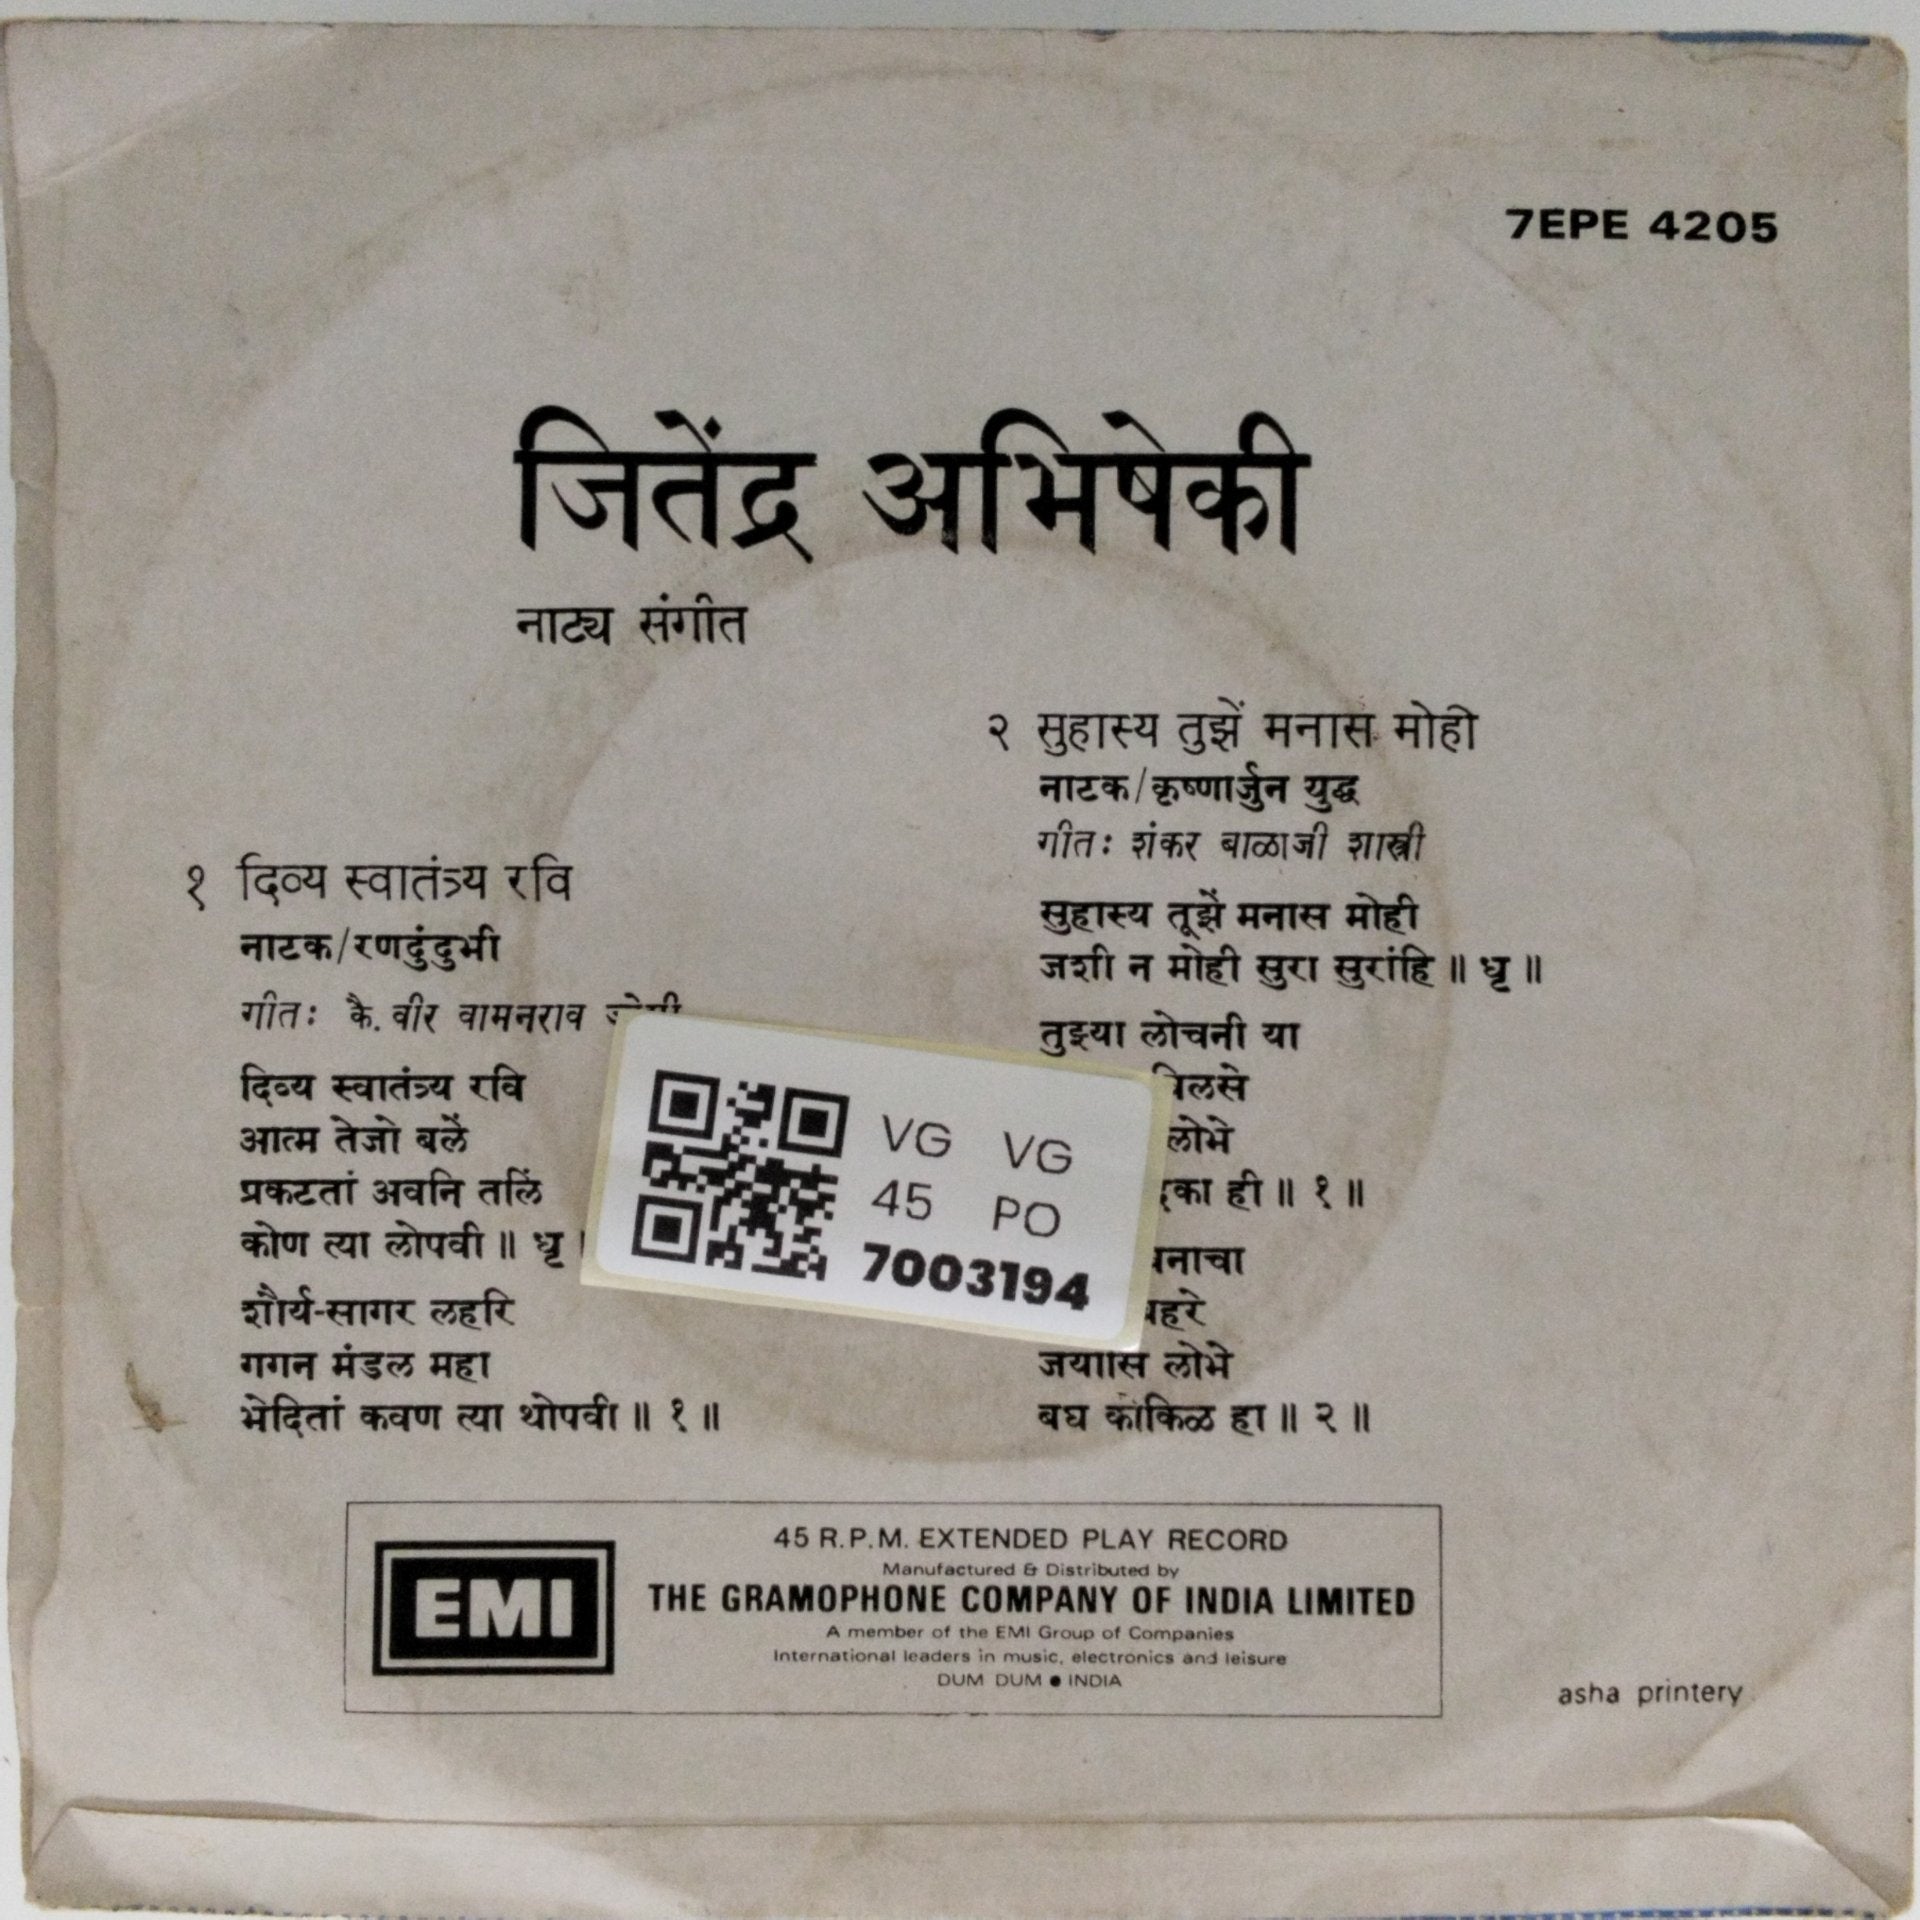 7EPE 4205
जितेंद्र अभिषेकी
नाट्य संगीत
१ दिव्य स्वातंत्र्य रवि
नाटक/रणदुंदुभी
गीतः कै. वीर वामनराव
दिव्य स्वातंत्र्य रवि
आत्म तेजो बलें
प्रकटतां अवनि तलिं
कोण त्या लोपवी ॥ धृ
शौर्य-सागर लहरि
गगन मंडल महा
भेदितां कवण त्या थोपवी ॥ १ ॥
२ सुहास्य तुझें मनास मोही
नाटक/कृष्णार्जुन युद्ध
गीतः शंकर बाळाजी शास्त्री
सुहास्य तूझें मनास मोही
जशी न मोही सुरा सुरांहि ॥ धृ ॥
तुझ्या लोचनी या
लोभे
ही ॥ १ ॥
जयासि लोभे
बघ कोकिळ हा ॥ २ ॥
VG VG
45 PO
7003194
EMI
45 R.P.M. EXTENDED PLAY RECORD
Manufactured & Distributed by
THE GRAMOPHONE COMPANY OF INDIA LIMITED
A member of the EMI Group of Companies
International leaders in music, electronics and leisure
DUM DUM ● INDIA
asha printery